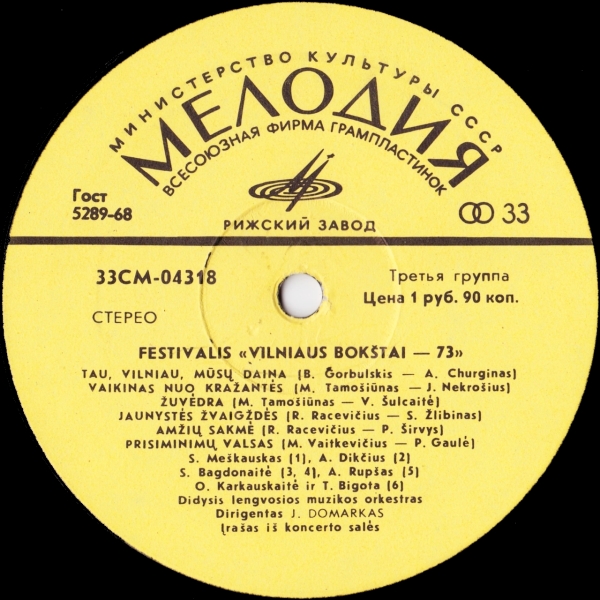 МИНИСТЕРСТВО КУЛЬТУРЫ СССР
МЕЛОДИЯ
ВСЕСОЮЗНАЯ ФИРМА ГРАМПЛАСТИНОК
Гост
5289-68
РИЖСКИЙ ЗАВОД
33
33СМ-04318
Третья группа
Цена 1 руб. 90 коп.
СТЕРЕО
FESTIVALIS «VILNIAUS BOKŠTAI — 73»
TAU, VILNIAU, MŪSŲ DAINA (B. Gorbulskis — A. Churginas)
VAIKINAS NUO KRAŽANTĖS (M. Tamošiūnas — J. Nekrošius)
ŽUVĖDRA (M. Tamošiūnas — V. Šulcaitė)
JAUNYSTĖS ŽVAIGŽDĖS (R. Racevičius — S. Žlibinas)
AMŽIŲ SAKMĖ (R. Racevičius — P. Širvys)
PRISIMINIMŲ VALSAS (M. Vaitkevičius — P. Gaulė)
S. Meškauskas (1), A. Dikčius (2)
S. Bagdonaitė (3, 4), A. Rupšas (5)
O. Karkauskaitė ir T. Bigota (6)
Didysis lengvosios muzikos orkestras
Dirigentas J. DOMARKAS
Įrašas iš koncerto salės